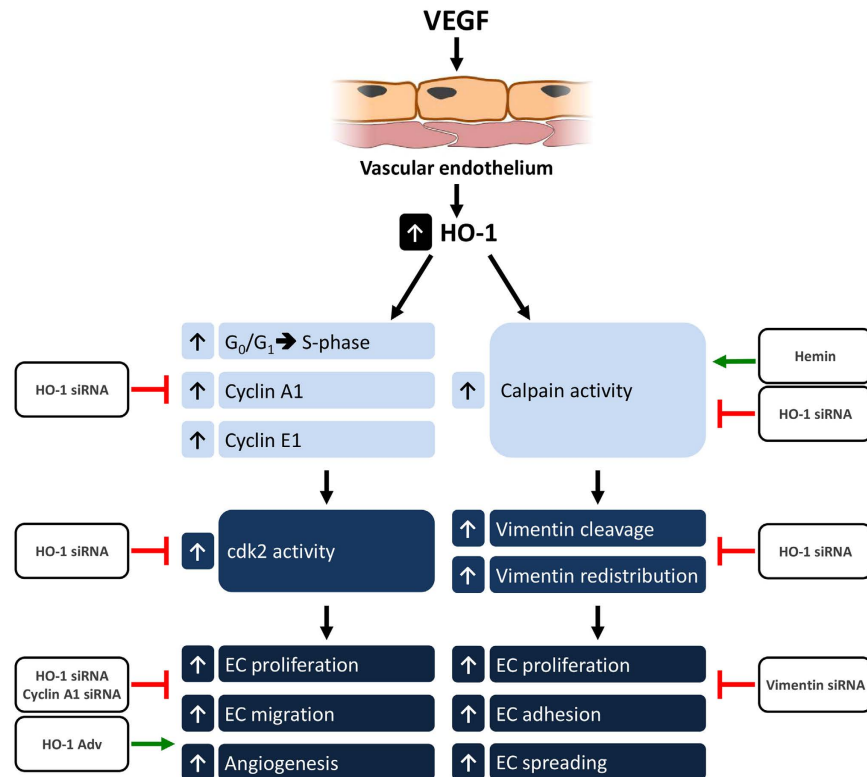 VEGF
Vascular endothelium
↑ HO-1
↑ G₀/G₁ → S-phase
HO-1 siRNA
↑ Cyclin A1
↑ Cyclin E1
↑ Calpain activity
Hemin
HO-1 siRNA
HO-1 siRNA
↑ cdk2 activity
↑ Vimentin cleavage
↑ Vimentin redistribution
HO-1 siRNA
HO-1 siRNA
Cyclin A1 siRNA
HO-1 Adv
↑ EC proliferation
↑ EC migration
↑ Angiogenesis
↑ EC proliferation
↑ EC adhesion
↑ EC spreading
Vimentin siRNA